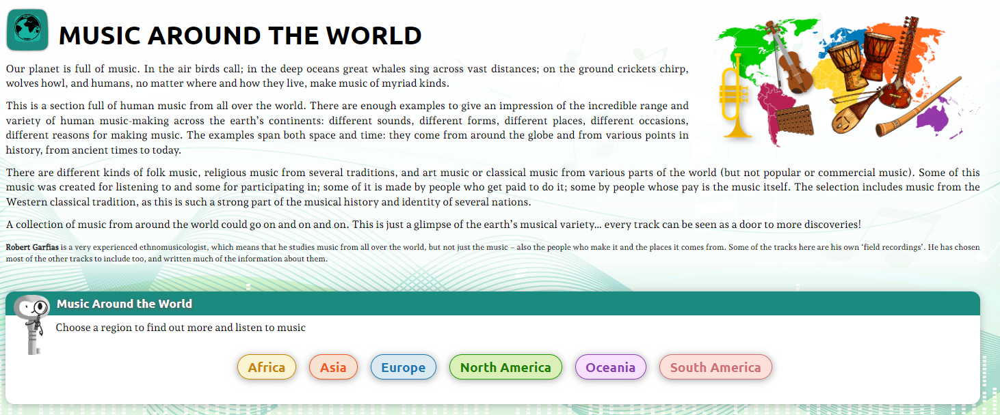 MUSIC AROUND THE WORLD
Our planet is full of music. In the air birds call; in the deep oceans great whales sing across vast distances; on the ground crickets chirp,
wolves howl, and humans, no matter where and how they live, make music of myriad kinds.
This is a section full of human music from all over the world. There are enough examples to give an impression of the incredible range and
variety of human music-making across the earth’s continents: different sounds, different forms, different places, different occasions,
different reasons for making music. The examples span both space and time: they come from around the globe and from various points in
history, from ancient times to today.
There are different kinds of folk music, religious music from several traditions, and art music or classical music from various parts of the world (but not popular or commercial music). Some of this
music was created for listening to and some for participating in; some of it is made by people who get paid to do it; some by people whose pay is the music itself. The selection includes music from the
Western classical tradition, as this is such a strong part of the musical history and identity of several nations.
A collection of music from around the world could go on and on and on. This is just a glimpse of the earth’s musical variety... every track can be seen as a door to more discoveries!
Robert Garfias is a very experienced ethnomusicologist, which means that he studies music from all over the world, but not just the music – also the people who make it and the places it comes from. Some of the tracks here are his own ‘field recordings’. He has chosen
most of the other tracks to include too, and written much of the information about them.
Music Around the World
Choose a region to find out more and listen to music
Africa Asia Europe North America Oceania South America